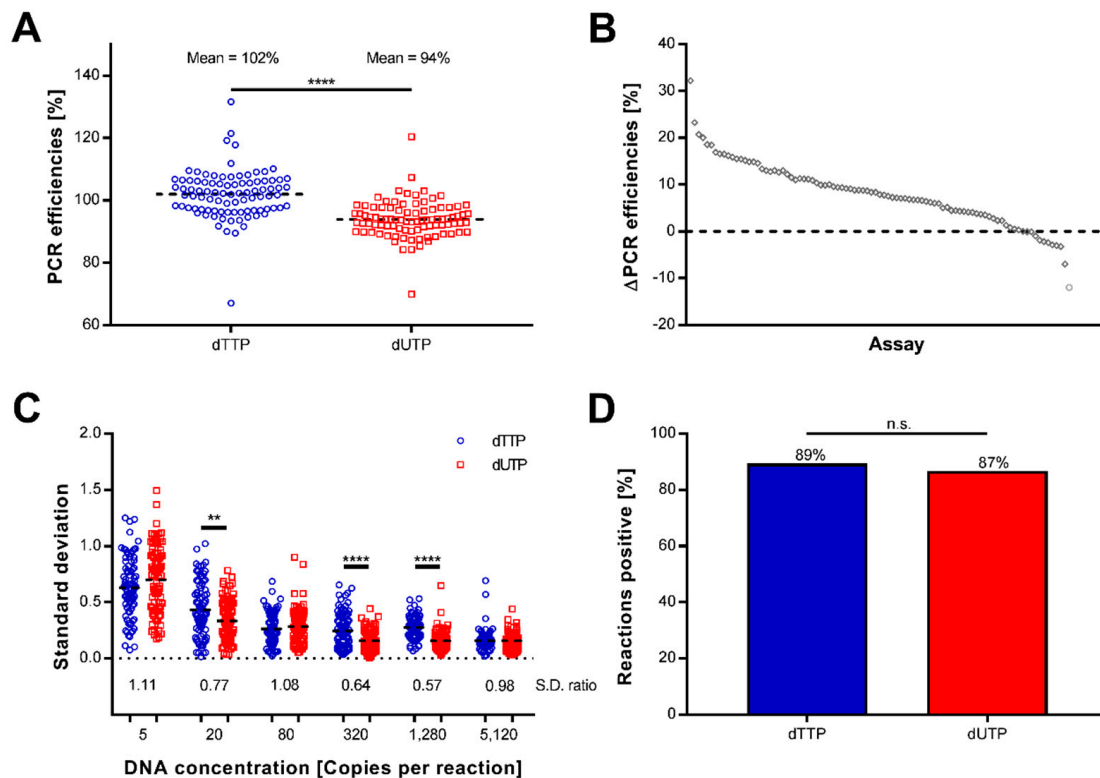 A
Mean = 102%
Mean = 94%
****
PCR efficiencies [%]
140
120
100
80
60
dTTP
dUTP
B
ΔPCR efficiencies [%]
40
30
20
10
0
-10
-20
Assay
C
Standard deviation
2.0
1.5
1.0
0.5
0.0
dTTP
dUTP
**
****
****
1.11 0.77 1.08 0.64 0.57 0.98 S.D. ratio
5 20 80 320 1,280 5,120
DNA concentration [Copies per reaction]
D
Reactions positive [%]
100
80
60
40
20
0
n.s.
89%
87%
dTTP
dUTP